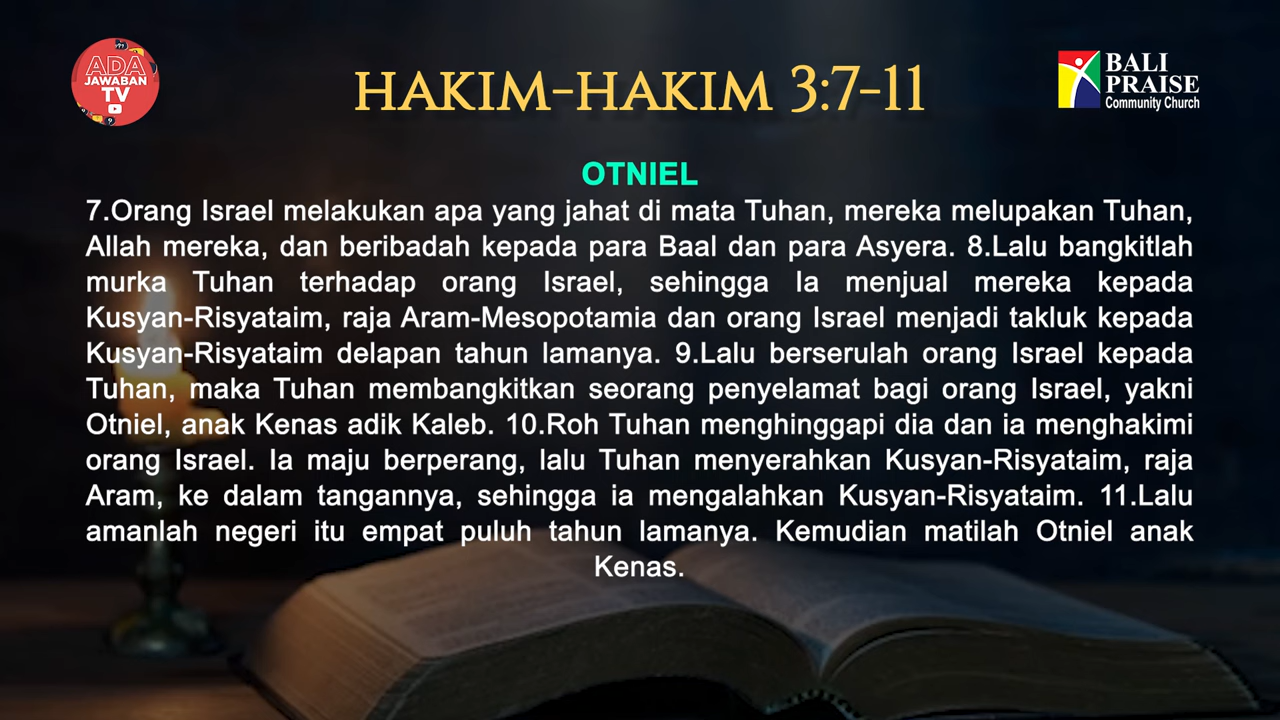 ADA
JAWABAN
TV
HAKIM-HAKIM 3:7-11
BALI
PRAISE
Community Church
OTNIEL
7.Orang Israel melakukan apa yang jahat di mata Tuhan, mereka melupakan Tuhan,
Allah mereka, dan beribadah kepada para Baal dan para Asyera. 8.Lalu bangkitlah
murka Tuhan terhadap orang Israel, sehingga Ia menjual mereka kepada
Kusyan-Risyataim, raja Aram-Mesopotamia dan orang Israel menjadi takluk kepada
Kusyan-Risyataim delapan tahun lamanya. 9.Lalu berserulah orang Israel kepada
Tuhan, maka Tuhan membangkitkan seorang penyelamat bagi orang Israel, yakni
Otniel, anak Kenas adik Kaleb. 10.Roh Tuhan menghinggapi dia dan ia menghakimi
orang Israel. Ia maju berperang, lalu Tuhan menyerahkan Kusyan-Risyataim, raja
Aram, ke dalam tangannya, sehingga ia mengalahkan Kusyan-Risyataim. 11.Lalu
amanlah negeri itu empat puluh tahun lamanya. Kemudian matilah Otniel anak
Kenas.